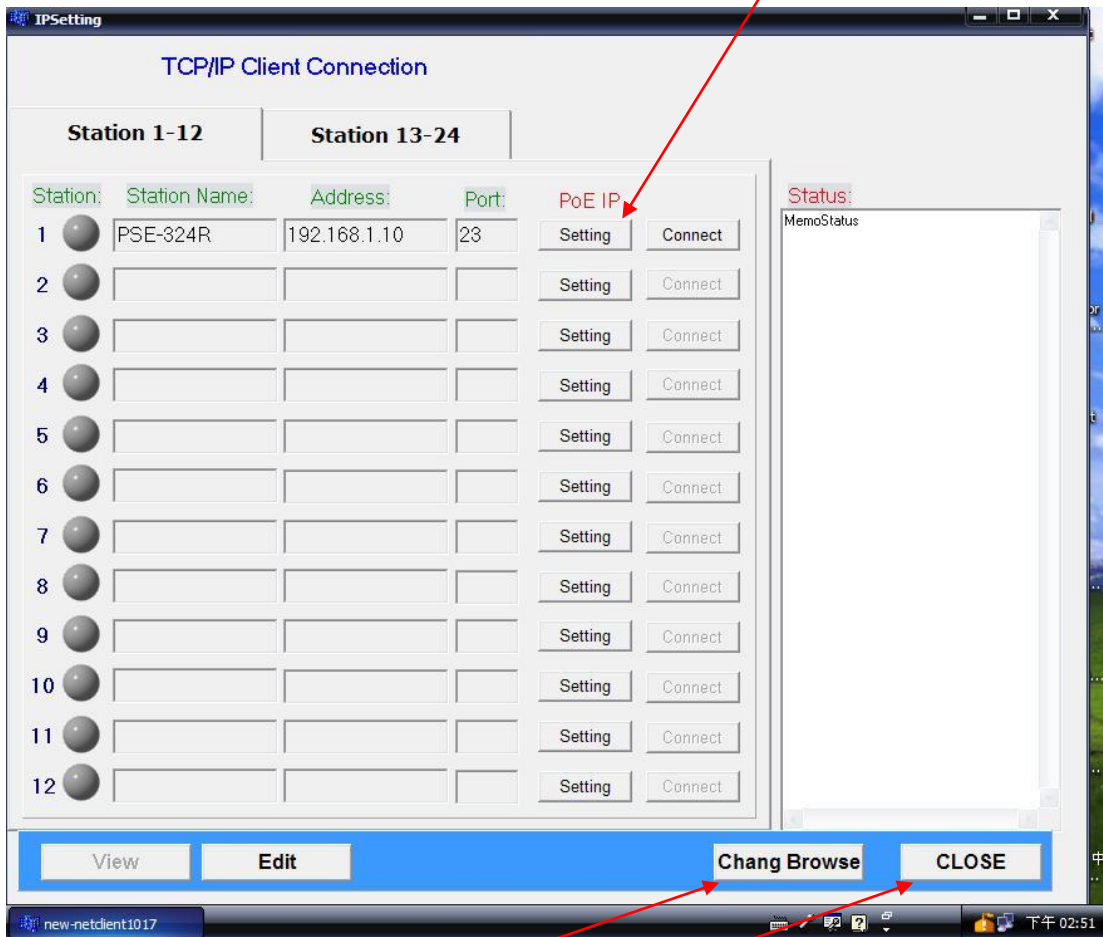 IPSetting
TCP/IP Client Connection
Station 1-12 Station 13-24
Station: Station Name: Address: Port: PoE IP Status:
1 PSE-324R 192.168.1.10 23 Setting Connect MemoStatus
2 Setting Connect
3 Setting Connect
4 Setting Connect
5 Setting Connect
6 Setting Connect
7 Setting Connect
8 Setting Connect
9 Setting Connect
10 Setting Connect
11 Setting Connect
12 Setting Connect
View Edit Chang Browse CLOSE
new-netclient1017 下午 02:51